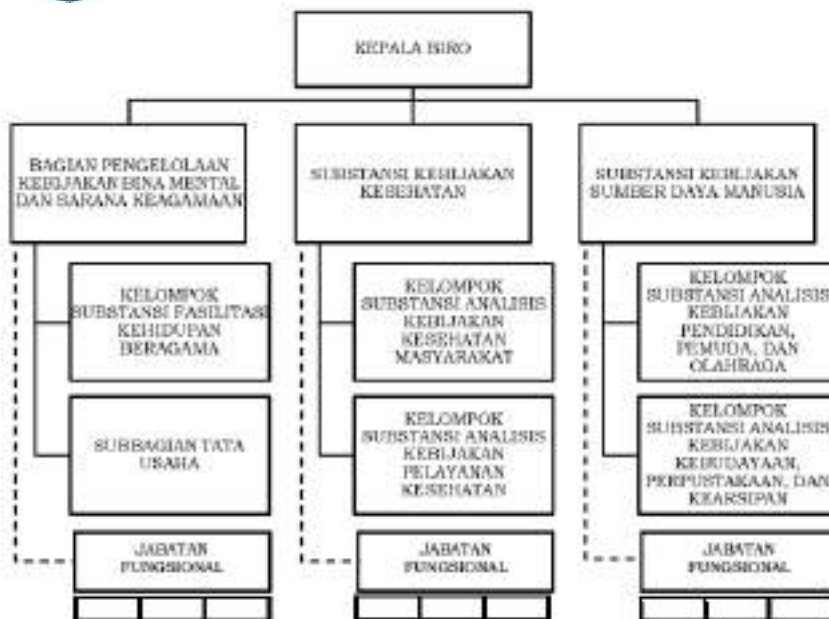 KEPALA BIRO
BAGIAN PENGELOLAAN
KEBIJAKAN BINA MENTAL
DAN SARANA KEAGAMAAN
SUBSTANSI KEBIJAKAN
KESEHATAN
SUBSTANSI KEBIJAKAN
SUMBER DAYA MANUSIA
KELOMPOK
SUBSTANSI FASILITASI
KEHIDUPAN
BERAGAMA
KELOMPOK
SUBSTANSI ANALISIS
KEBIJAKAN
KESEHATAN
MASYARAKAT
KELOMPOK
SUBSTANSI ANALISIS
KEBIJAKAN
PENDIDIKAN,
PEMUDA, DAN
OLAHRAGA
SUBBAGIAN TATA
USAHA
KELOMPOK
SUBSTANSI ANALISIS
KEBIJAKAN
PELAYANAN
KESEHATAN
KELOMPOK
SUBSTANSI ANALISIS
KEBIJAKAN
KEBUDAYAAN,
PERPUSTAKAAN, DAN
KEARSIPAN
JABATAN
FUNGSIONAL
JABATAN
FUNGSIONAL
JABATAN
FUNGSIONAL